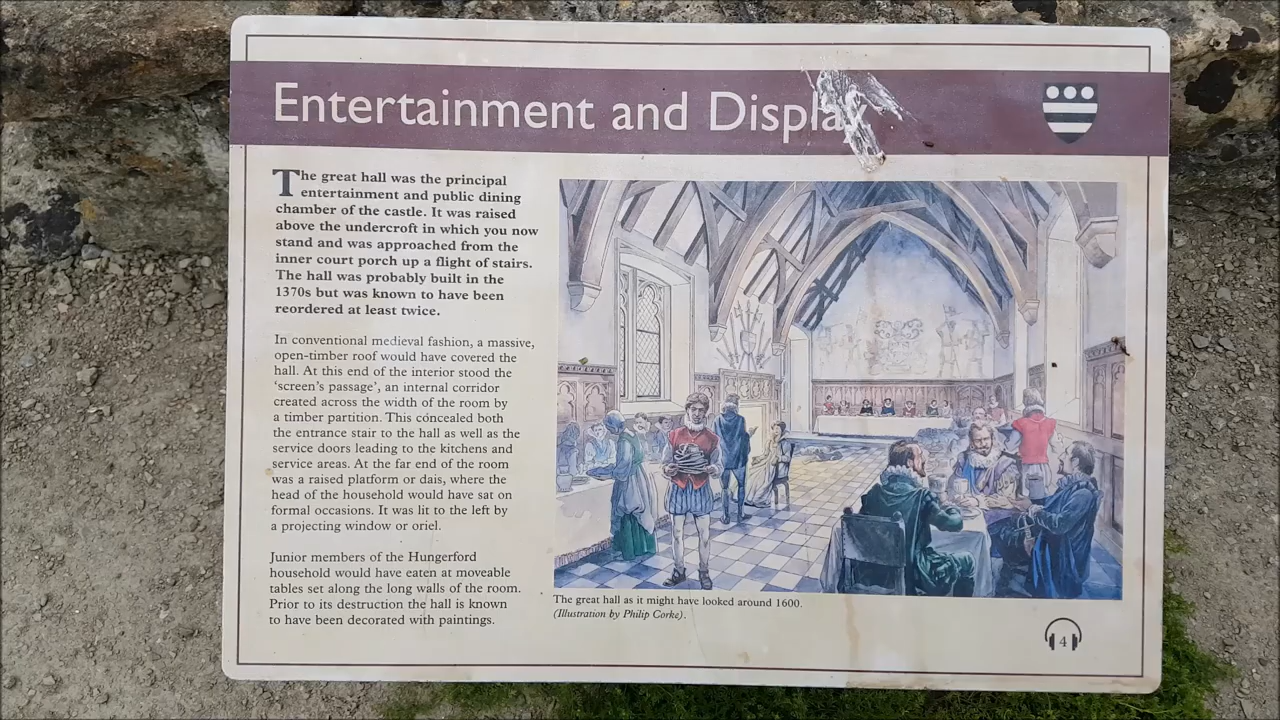 Entertainment and Display
The great hall was the principal
entertainment and public dining
chamber of the castle. It was raised
above the undercroft in which you now
stand and was approached from the
inner court porch up a flight of stairs.
The hall was probably built in the
1370s but was known to have been
reordered at least twice.
In conventional medieval fashion, a massive,
open-timber roof would have covered the
hall. At this end of the interior stood the
‘screen’s passage’, an internal corridor
created across the width of the room by
a timber partition. This concealed both
the entrance stair to the hall as well as the
service doors leading to the kitchens and
service areas. At the far end of the room
was a raised platform or dais, where the
head of the household would have sat on
formal occasions. It was lit to the left by
a projecting window or oriel.
Junior members of the Hungerford
household would have eaten at moveable
tables set along the long walls of the room.
Prior to its destruction the hall is known
to have been decorated with paintings.
The great hall as it might have looked around 1600.
(Illustration by Philip Corke).
4